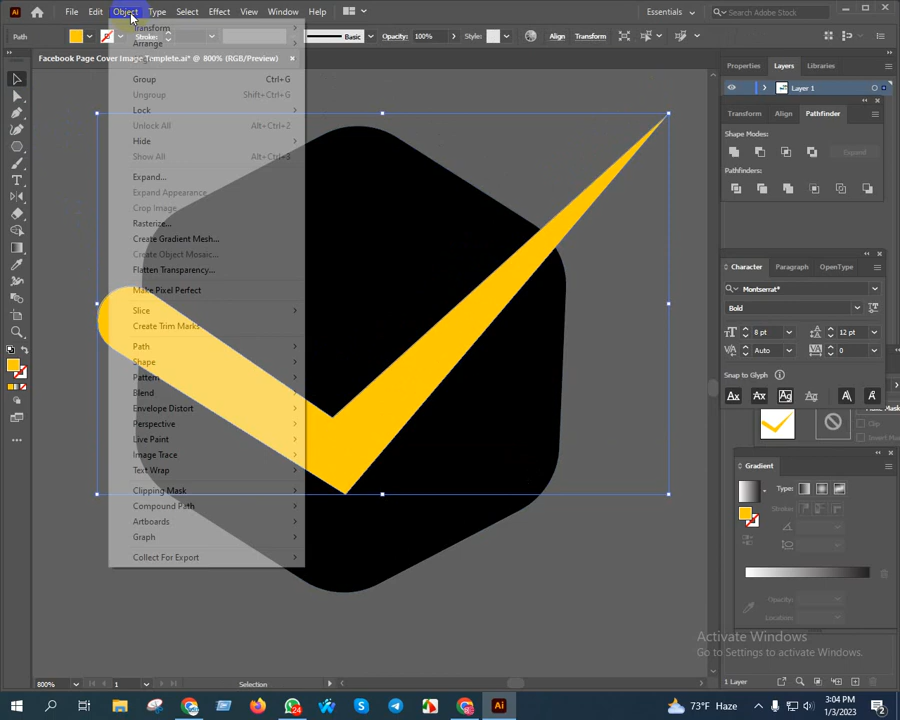 File Edit Object Type Select Effect View Window Help
Essentials
Search Adobe Stock
Path
Stroke:
Basic
Opacity: 100%
Style:
Align
Transform
Facebook Page Cover Image Templete.ai* @ 800% (RGB/Preview)
Transform
Arrange
Group Ctrl+G
Ungroup Shift+Ctrl+G
Lock
Unlock All Alt+Ctrl+2
Hide
Show All Alt+Ctrl+3
Expand...
Expand Appearance
Crop Image
Rasterize...
Create Gradient Mesh...
Create Object Mosaic...
Flatten Transparency...
Make Pixel Perfect
Slice
Create Trim Marks
Path
Shape
Pattern
Blend
Envelope Distort
Perspective
Live Paint
Image Trace
Text Wrap
Clipping Mask
Compound Path
Artboards
Graph
Collect For Export
Properties Layers Libraries
Layer 1
Transform Align Pathfinder
Shape Modes:
Expand
Pathfinders:
Character Paragraph OpenType
Montserrat*
Bold
8 pt
12 pt
Auto
0
Snap to Glyph
Clip
Gradient
Type:
Stroke:
Opacity:
Location:
Activate Windows
Go to Settings to activate Windows.
1 Layer
800%
1
Selection
73°F Haze
3:04 PM
1/3/2023
2